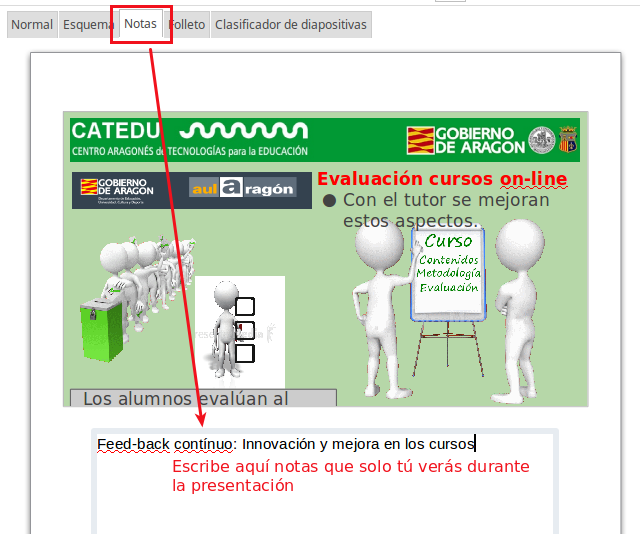 Normal Esquema Notas Folleto Clasificador de diapositivas
CATEDU
CENTRO ARAGONÉS de TECNOLOGÍAS para la EDUCACIÓN
GOBIERNO
DE ARAGON
GOBIERNO
DE ARAGON
Departamento de Educación,
Universidad, Cultura y Deporte
aulAragón
Evaluación cursos on-line
● Con el tutor se mejoran
estos aspectos.
Curso
Contenidos
Metodología
Evaluación
Los alumnos evalúan al
Feed-back contínuo: Innovación y mejora en los cursos
Escribe aquí notas que solo tú verás durante
la presentación